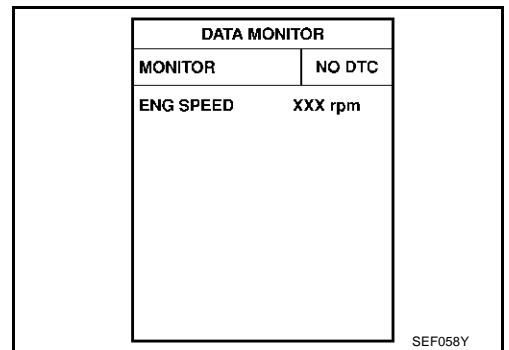 DATA MONITOR
MONITOR NO DTC
ENG SPEED XXX rpm
SEF058Y